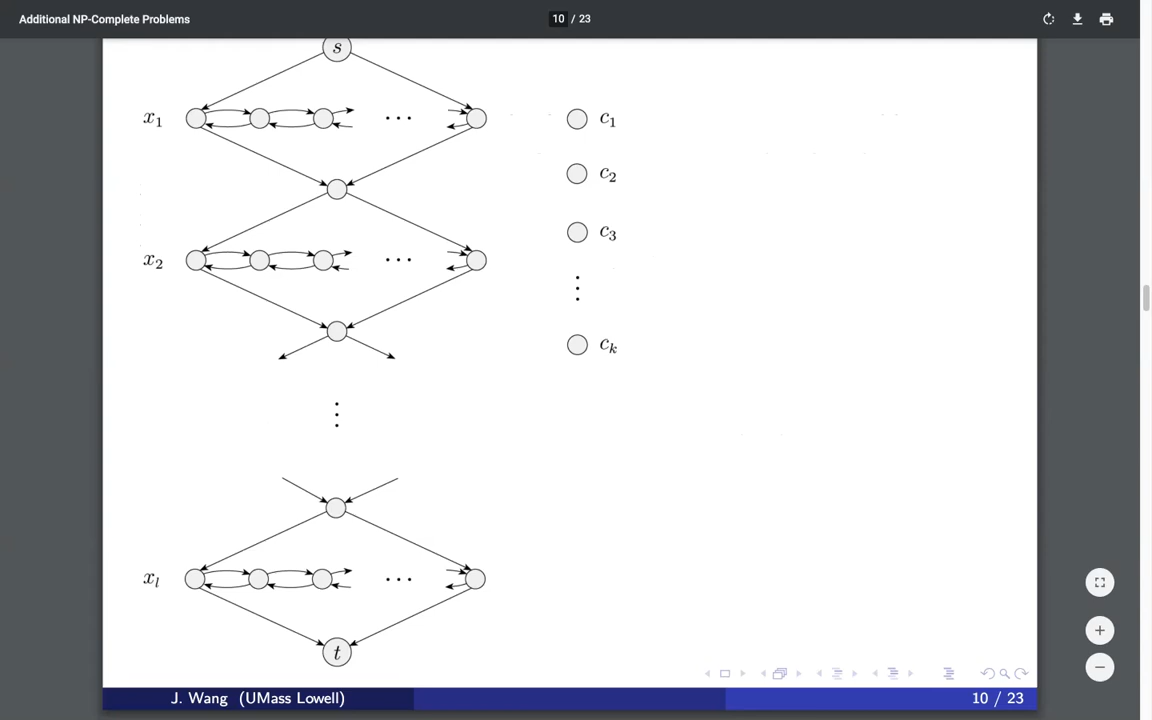 Additional NP-Complete Problems
10 / 23
s
x₁
c₁
c₂
c₃
x₂
cₖ
xₗ
t
J. Wang (UMass Lowell)
10 / 23